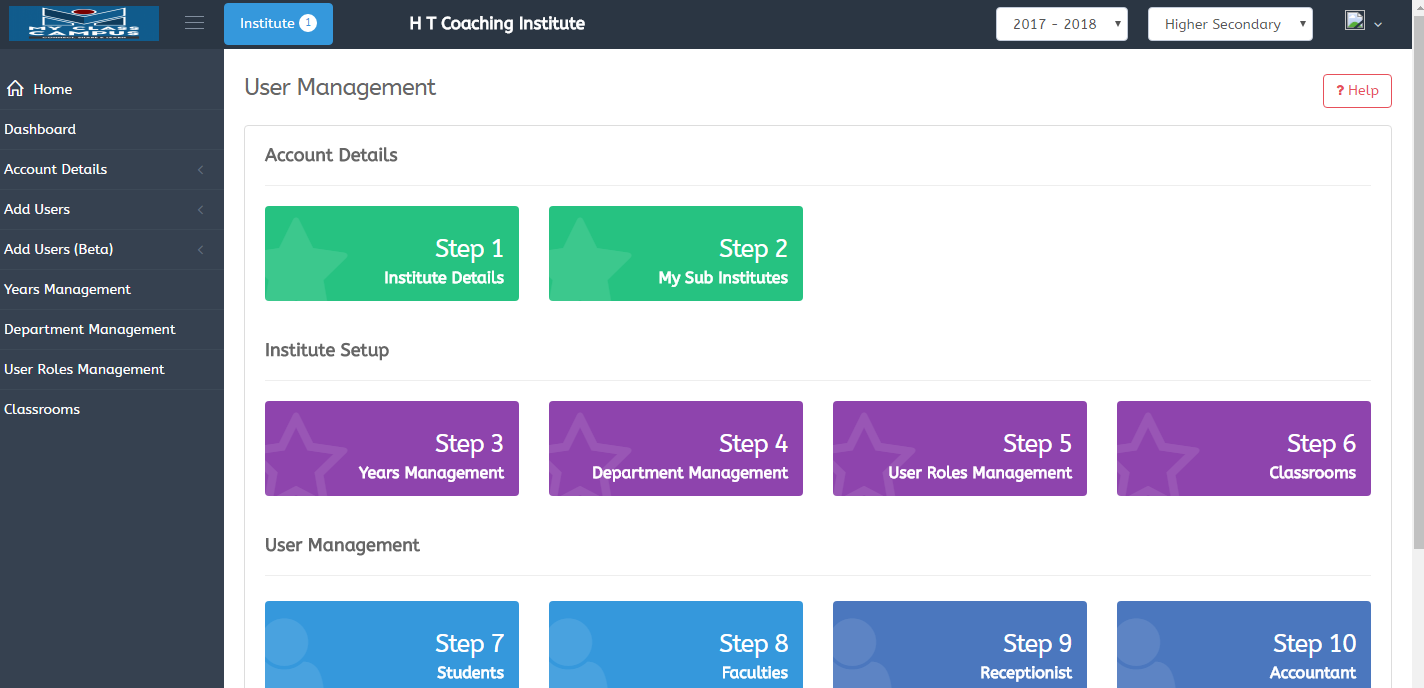 MY CLASS
CAMPUS
Institute 1
H T Coaching Institute
2017 - 2018
Higher Secondary
Home
Dashboard
Account Details
Add Users
Add Users (Beta)
Years Management
Department Management
User Roles Management
Classrooms
User Management
? Help
Account Details
Step 1
Institute Details
Step 2
My Sub Institutes
Institute Setup
Step 3
Years Management
Step 4
Department Management
Step 5
User Roles Management
Step 6
Classrooms
User Management
Step 7
Students
Step 8
Faculties
Step 9
Receptionist
Step 10
Accountant